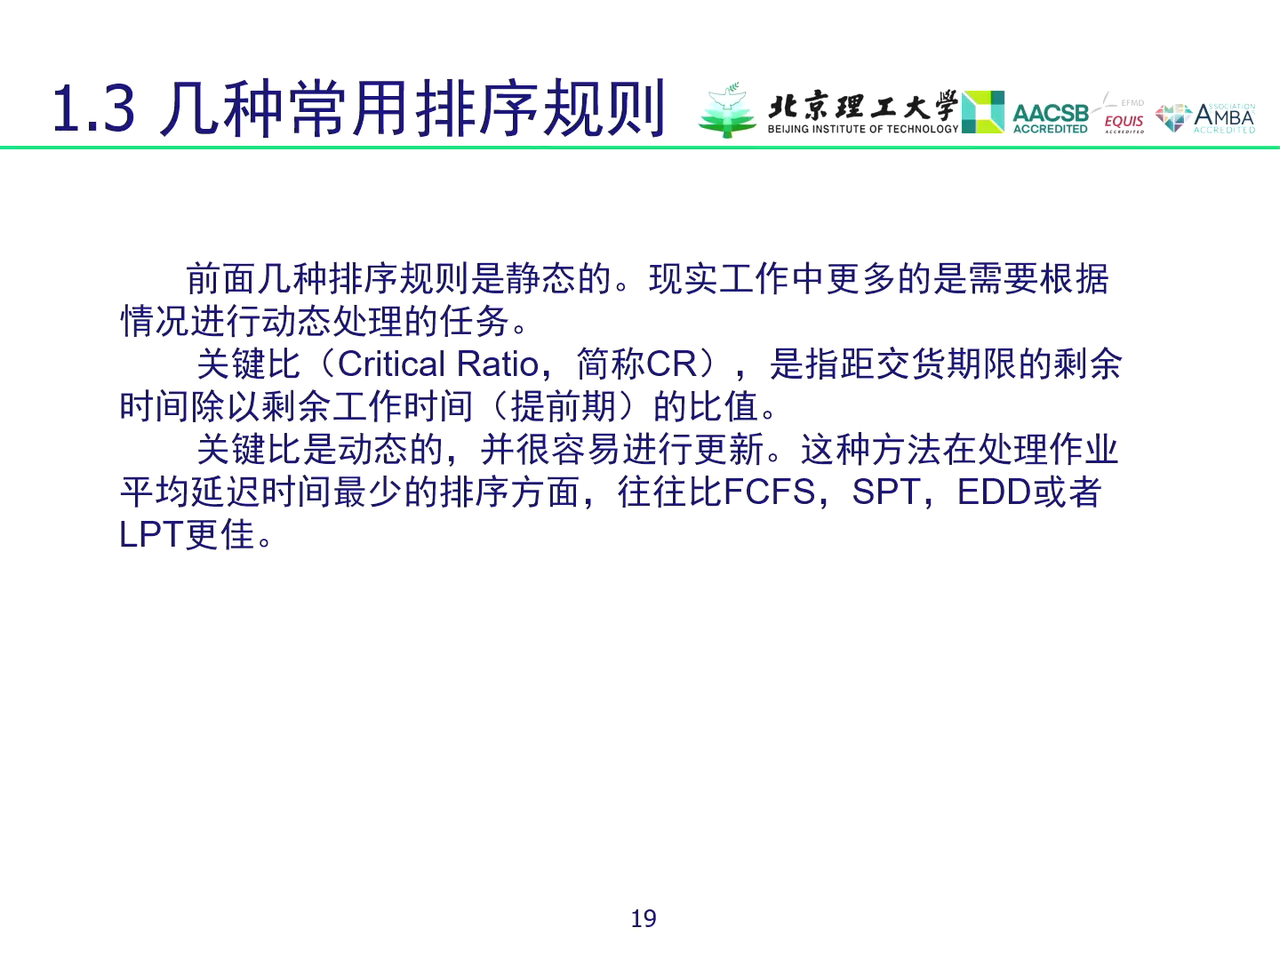 1.3 几种常用排序规则
北京理工大学
BEIJING INSTITUTE OF TECHNOLOGY
AACSB
ACCREDITED
EFMD
EQUIS
ACCREDITED
ASSOCIATION
AMBA
ACCREDITED
前面几种排序规则是静态的。现实工作中更多的是需要根据
情况进行动态处理的任务。
关键比（Critical Ratio，简称CR），是指距交货期限的剩余
时间除以剩余工作时间（提前期）的比值。
关键比是动态的，并很容易进行更新。这种方法在处理作业
平均延迟时间最少的排序方面，往往比FCFS，SPT，EDD或者
LPT更佳。
19